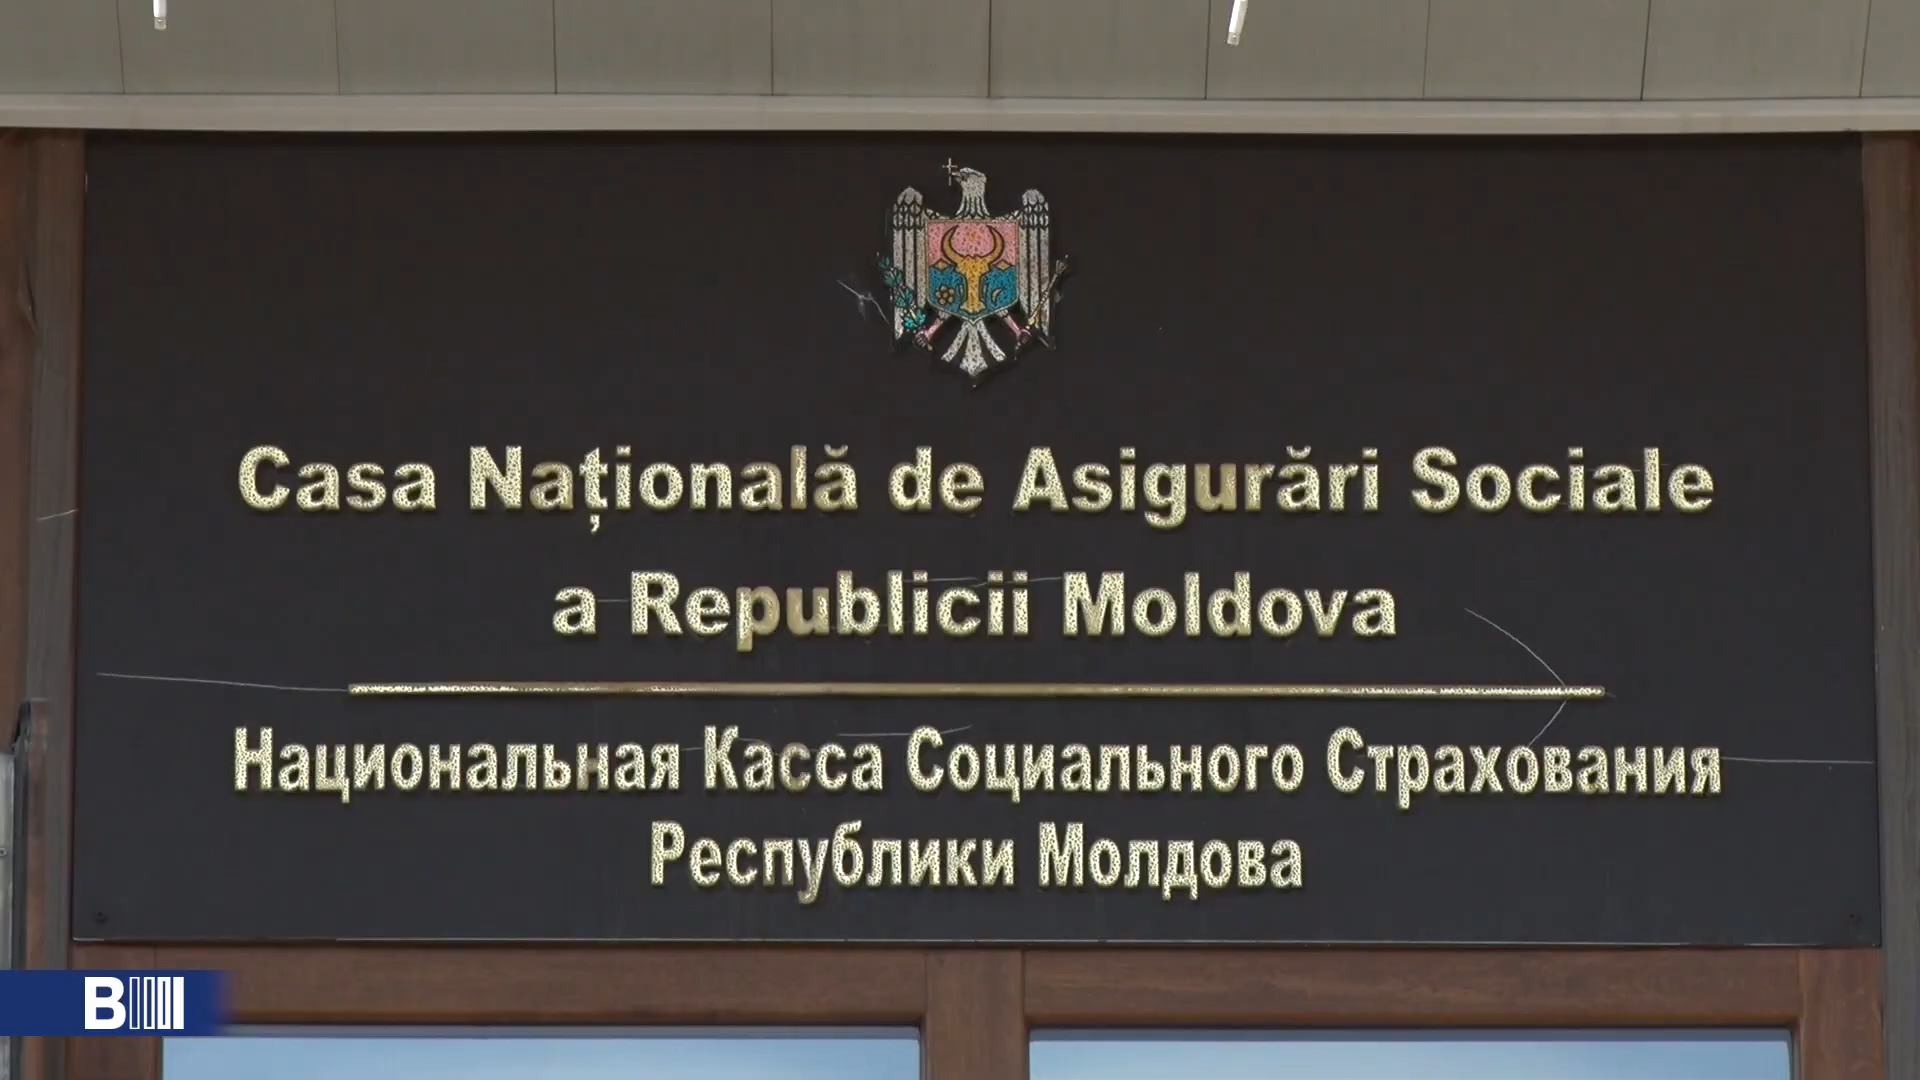 Casa Națională de Asigurări Sociale
a Republicii Moldova
Национальная Касса Социального Страхования
Республики Молдова